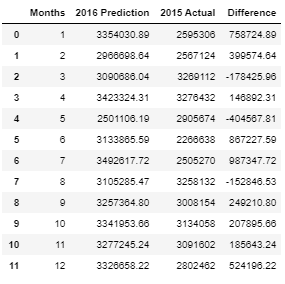 Months 2016 Prediction 2015 Actual Difference
0 1 3354030.89 2595306 758724.89
1 2 2966698.64 2567124 399574.64
2 3 3090686.04 3269112 -178425.96
3 4 3423324.31 3276432 146892.31
4 5 2501106.19 2905674 -404567.81
5 6 3133865.59 2266638 867227.59
6 7 3492617.72 2505270 987347.72
7 8 3105285.47 3258132 -152846.53
8 9 3257364.80 3008154 249210.80
9 10 3341953.66 3134058 207895.66
10 11 3277245.24 3091602 185643.24
11 12 3326658.22 2802462 524196.22